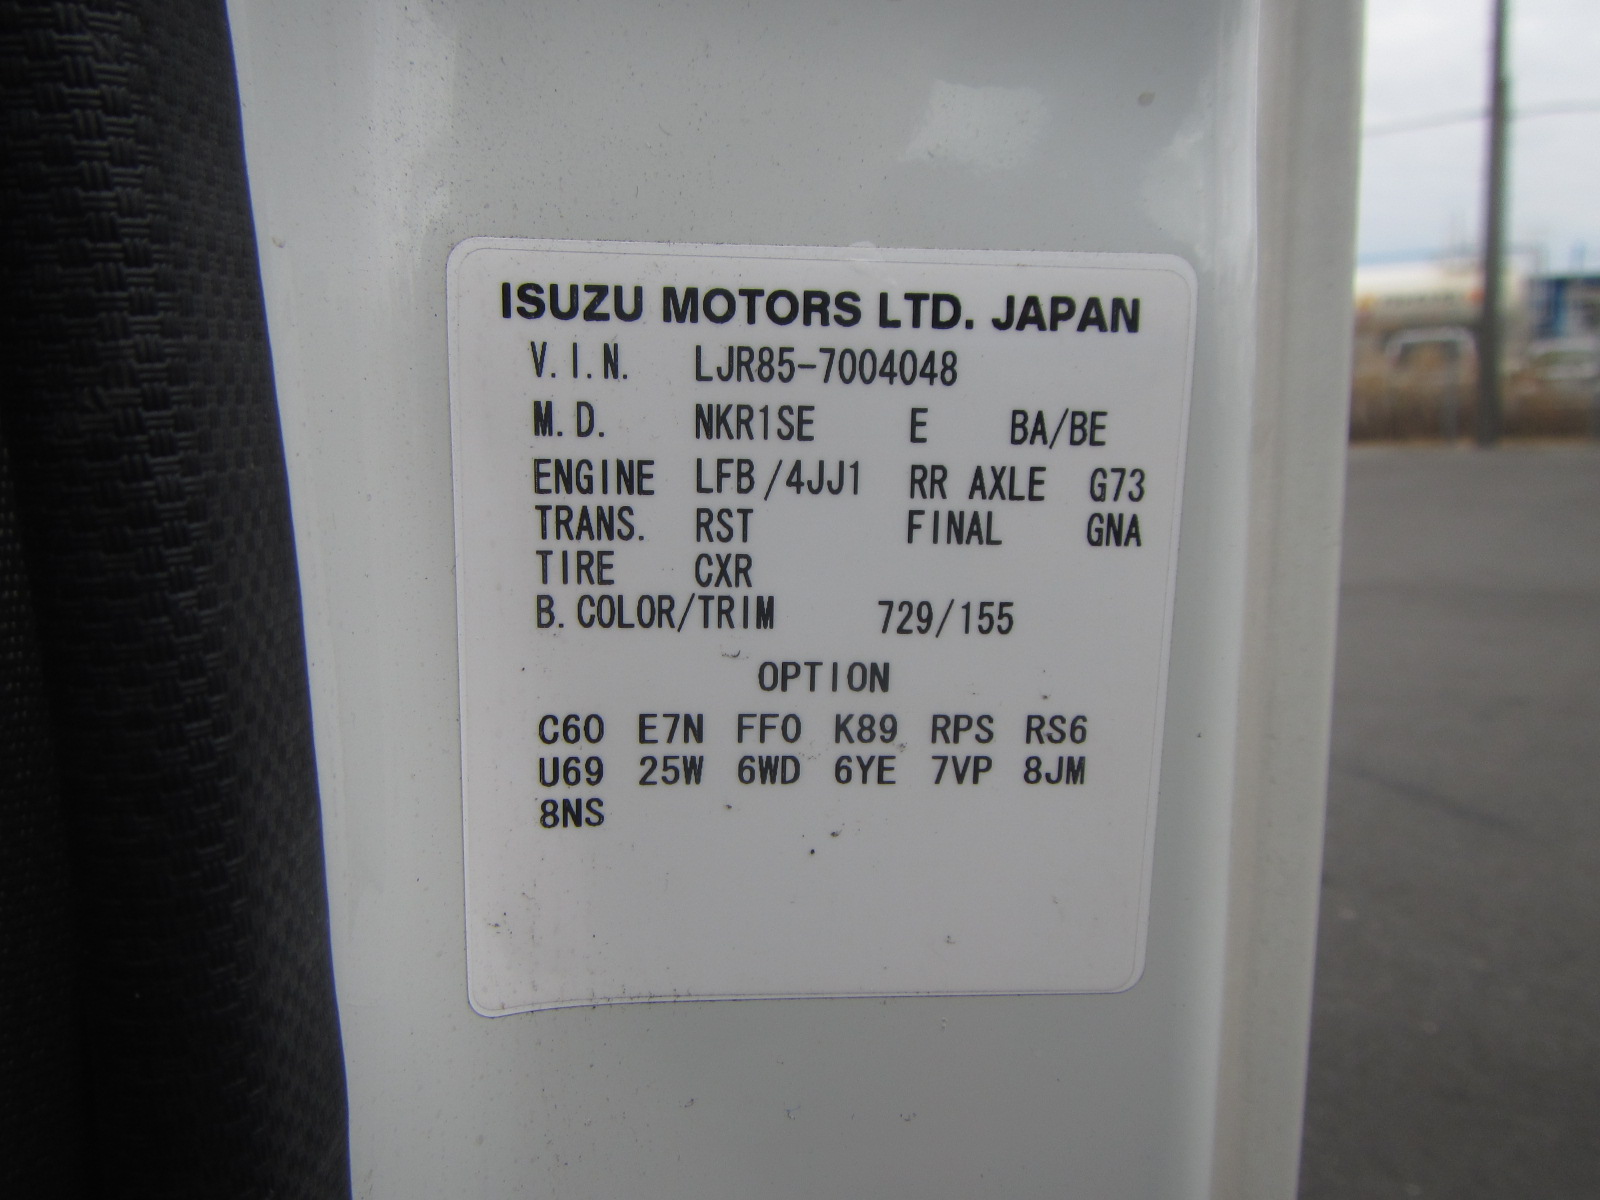 ISUZU MOTORS LTD. JAPAN
V.I.N. LJR85-7004048
M.D. NKR1SE E BA/BE
ENGINE LFB/4JJ1 RR AXLE G73
TRANS. RST FINAL GNA
TIRE CXR
B.COLOR/TRIM 729/155
OPTION
C60 E7N FF0 K89 RPS RS6
U69 25W 6WD 6YE 7VP 8JM
8NS